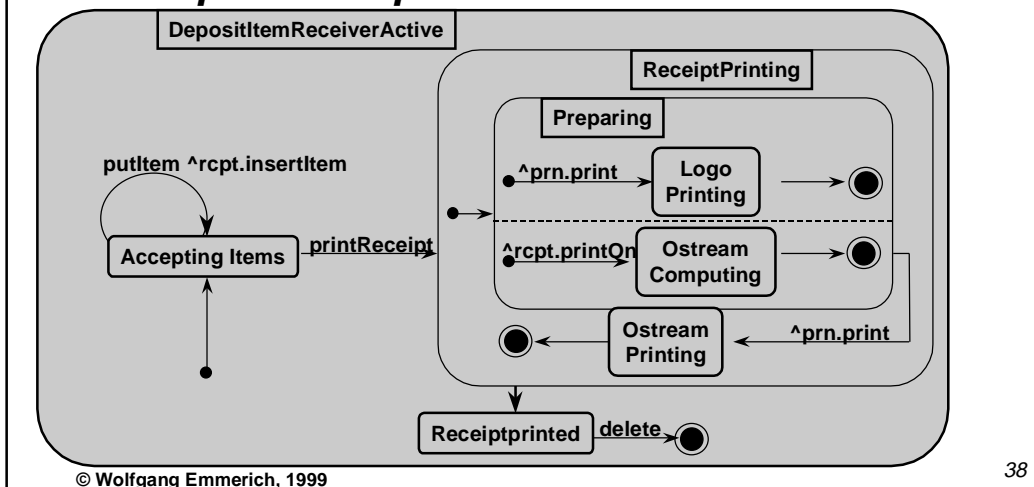 DepositItemReceiverActive
ReceiptPrinting
Preparing
putItem ^rcpt.insertItem
^prn.print
Logo
Printing
Accepting Items
printReceipt
^rcpt.printOn
Ostream
Computing
Ostream
Printing
^prn.print
Receiptprinted
delete
© Wolfgang Emmerich, 1999
38